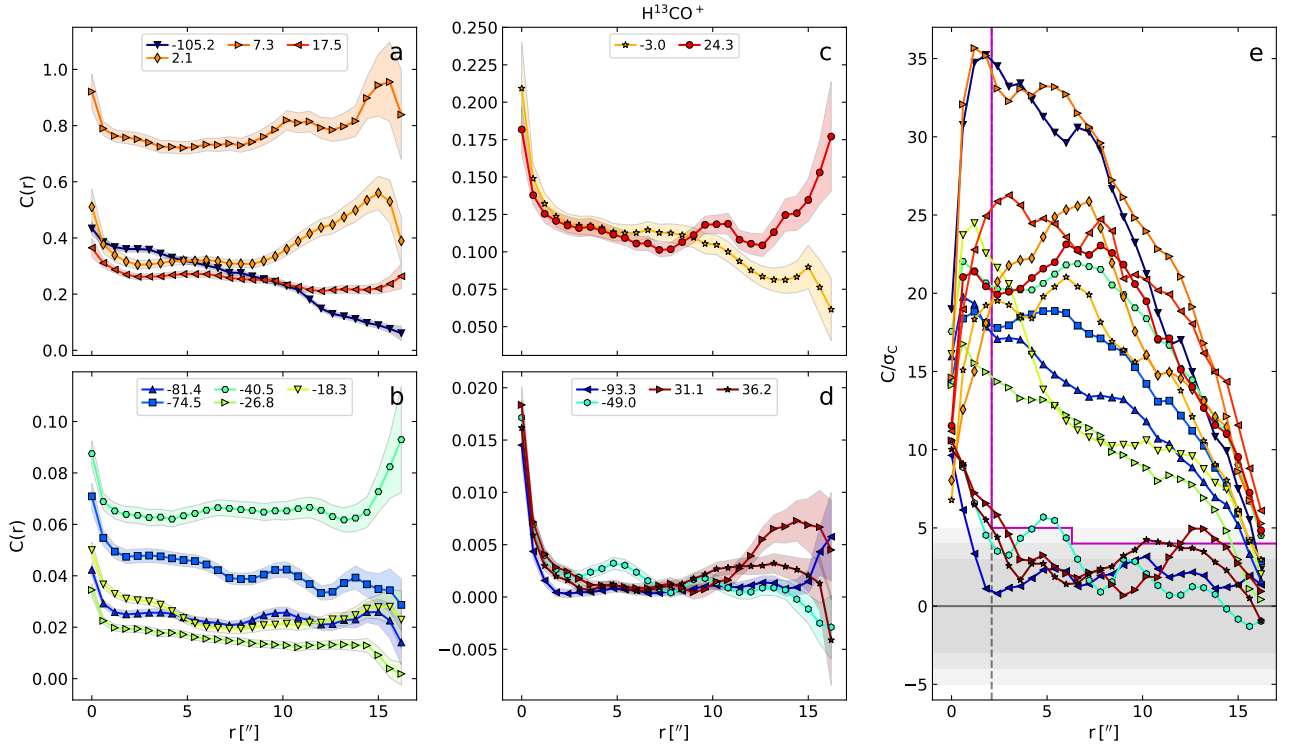 H¹³CO⁺
a
-105.2 7.3 17.5
2.1
C(r)
1.0
0.8
0.6
0.4
0.2
0.0
b
-81.4 -40.5 -18.3
-74.5 -26.8
C(r)
0.10
0.08
0.06
0.04
0.02
0.00
0 5 10 15
r [″]
c
-3.0 24.3
0.250
0.225
0.200
0.175
0.150
0.125
0.100
0.075
0.050
d
-93.3 31.1 36.2
-49.0
0.020
0.015
0.010
0.005
0.000
−0.005
0 5 10 15
r [″]
e
C/σ_C
35
30
25
20
15
10
5
0
−5
0 5 10 15
r [″]